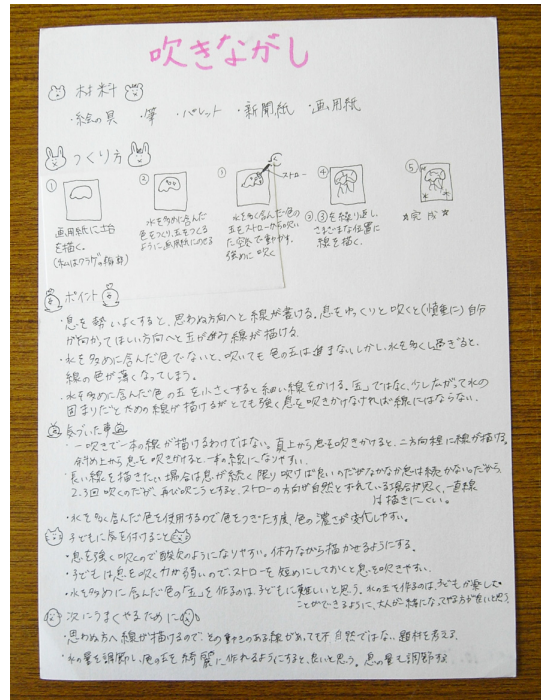 吹きながし
材料
・絵の具 ・筆 ・パレット ・新聞紙 ・画用紙
つくり方
① ② ③ ストロー ④ ⑤
画用紙に土台
を描く。
(私はクラゲの傘部)
水を多めに含んだ
色をつくり、玉をつくる
ように、画用紙にのせる
水を多く含んだ色の
玉をストローから吹い
た空気で動かす。
強めに吹く
②③を繰り返し、
さまざまな位置に
線を描く。
☆完成☆
ポイント
・息を勢いよくすると、思わぬ方向へと線が書ける。息をゆっくりと吹くと(慎重に)自分
が向かってほしい方向へと玉が進み線が描ける。
・水を多めに含んだ色でないと、吹いても色の玉は進まない。しかし、水を多くし過ぎると、
線の色が薄くなってしまう。
・水を多めに含んだ色の玉を小さくすると細い線をかける。「玉」ではなく、少し広がって水の
固まりだと太めの線が描けるがとても強く息を吹きかけなければ線にはならない。
気づいた事
・一吹きで一本の線が描けるわけではない。真上から息を吹きかけると、二方向程に線が描ける。
斜め上から息を吹きかけると一本の線になりやすい。
・長い線を描きたい場合は息が続く限り吹けば良いのだがなかなか息は続かない。だから
2.3回吹くのだが、再び吹こうとすると、ストローの方向が自然とずれている場合が多く、一直線
は描きにくい。
・水を多く含んだ色を使用するので色をつぎたす度、色の濃さが変化しやすい。
子どもに気を付けること
・息を強く吹くので酸欠のようになりやすい。休みながら描かせるようにする。
・子どもは息を吹く力が弱いので、ストローを短めにしておくと息を吹きやすい。
・水を多めに含んだ色の「玉」を作るのは、子どもに難しいと思う。水の玉を作るのは、子どもが楽しむ
ことができるように、大人が一緒になってやる方が良いと思う。
次にうまくやるために
・思わぬ方へ線が描けるので、どの動きのある線があっても不自然ではない題材を考える。
・水の量を調節し、色の玉を綺麗に作れるようにすると、良いと思う。息の量も調節する